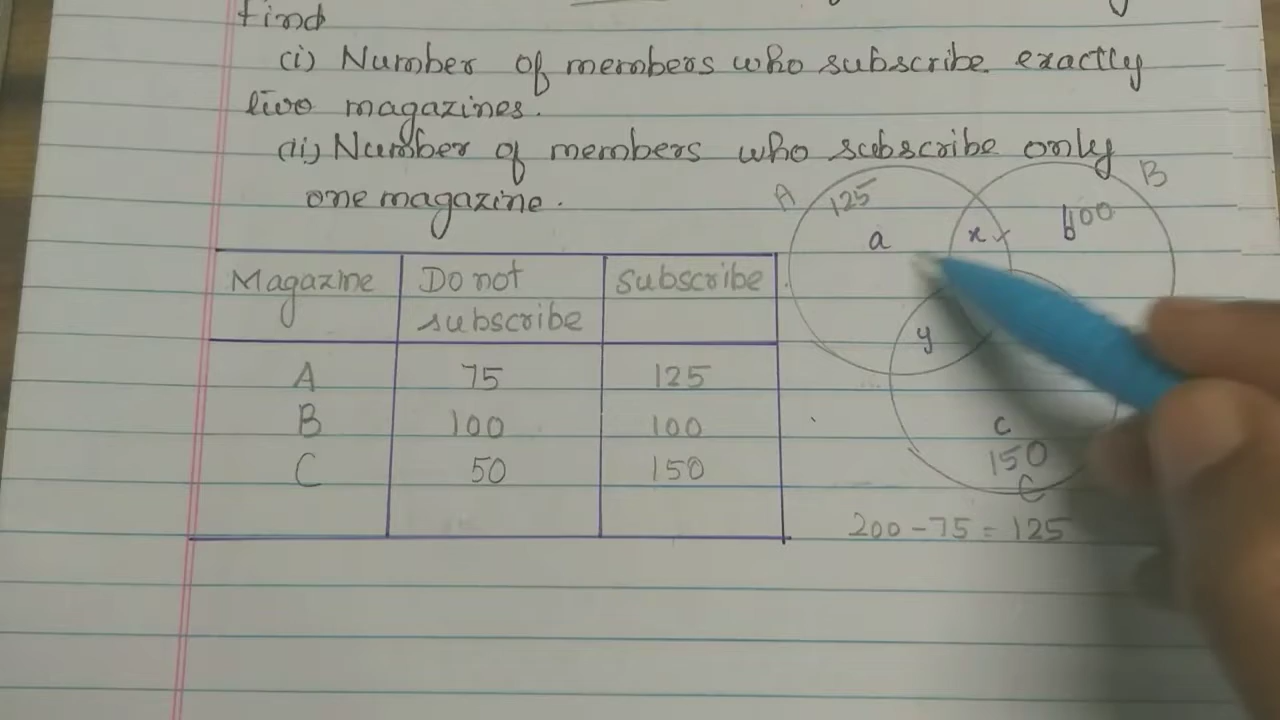 find
(i) Number of members who subscribe exactly
two magazines.
(ii) Number of members who subscribe only
one magazine.
Magazine Do not subscribe Subscribe
A 75 125
B 100 100
C 50 150
A 125 B
a x 100
y
c
150
C
200 - 75 = 125